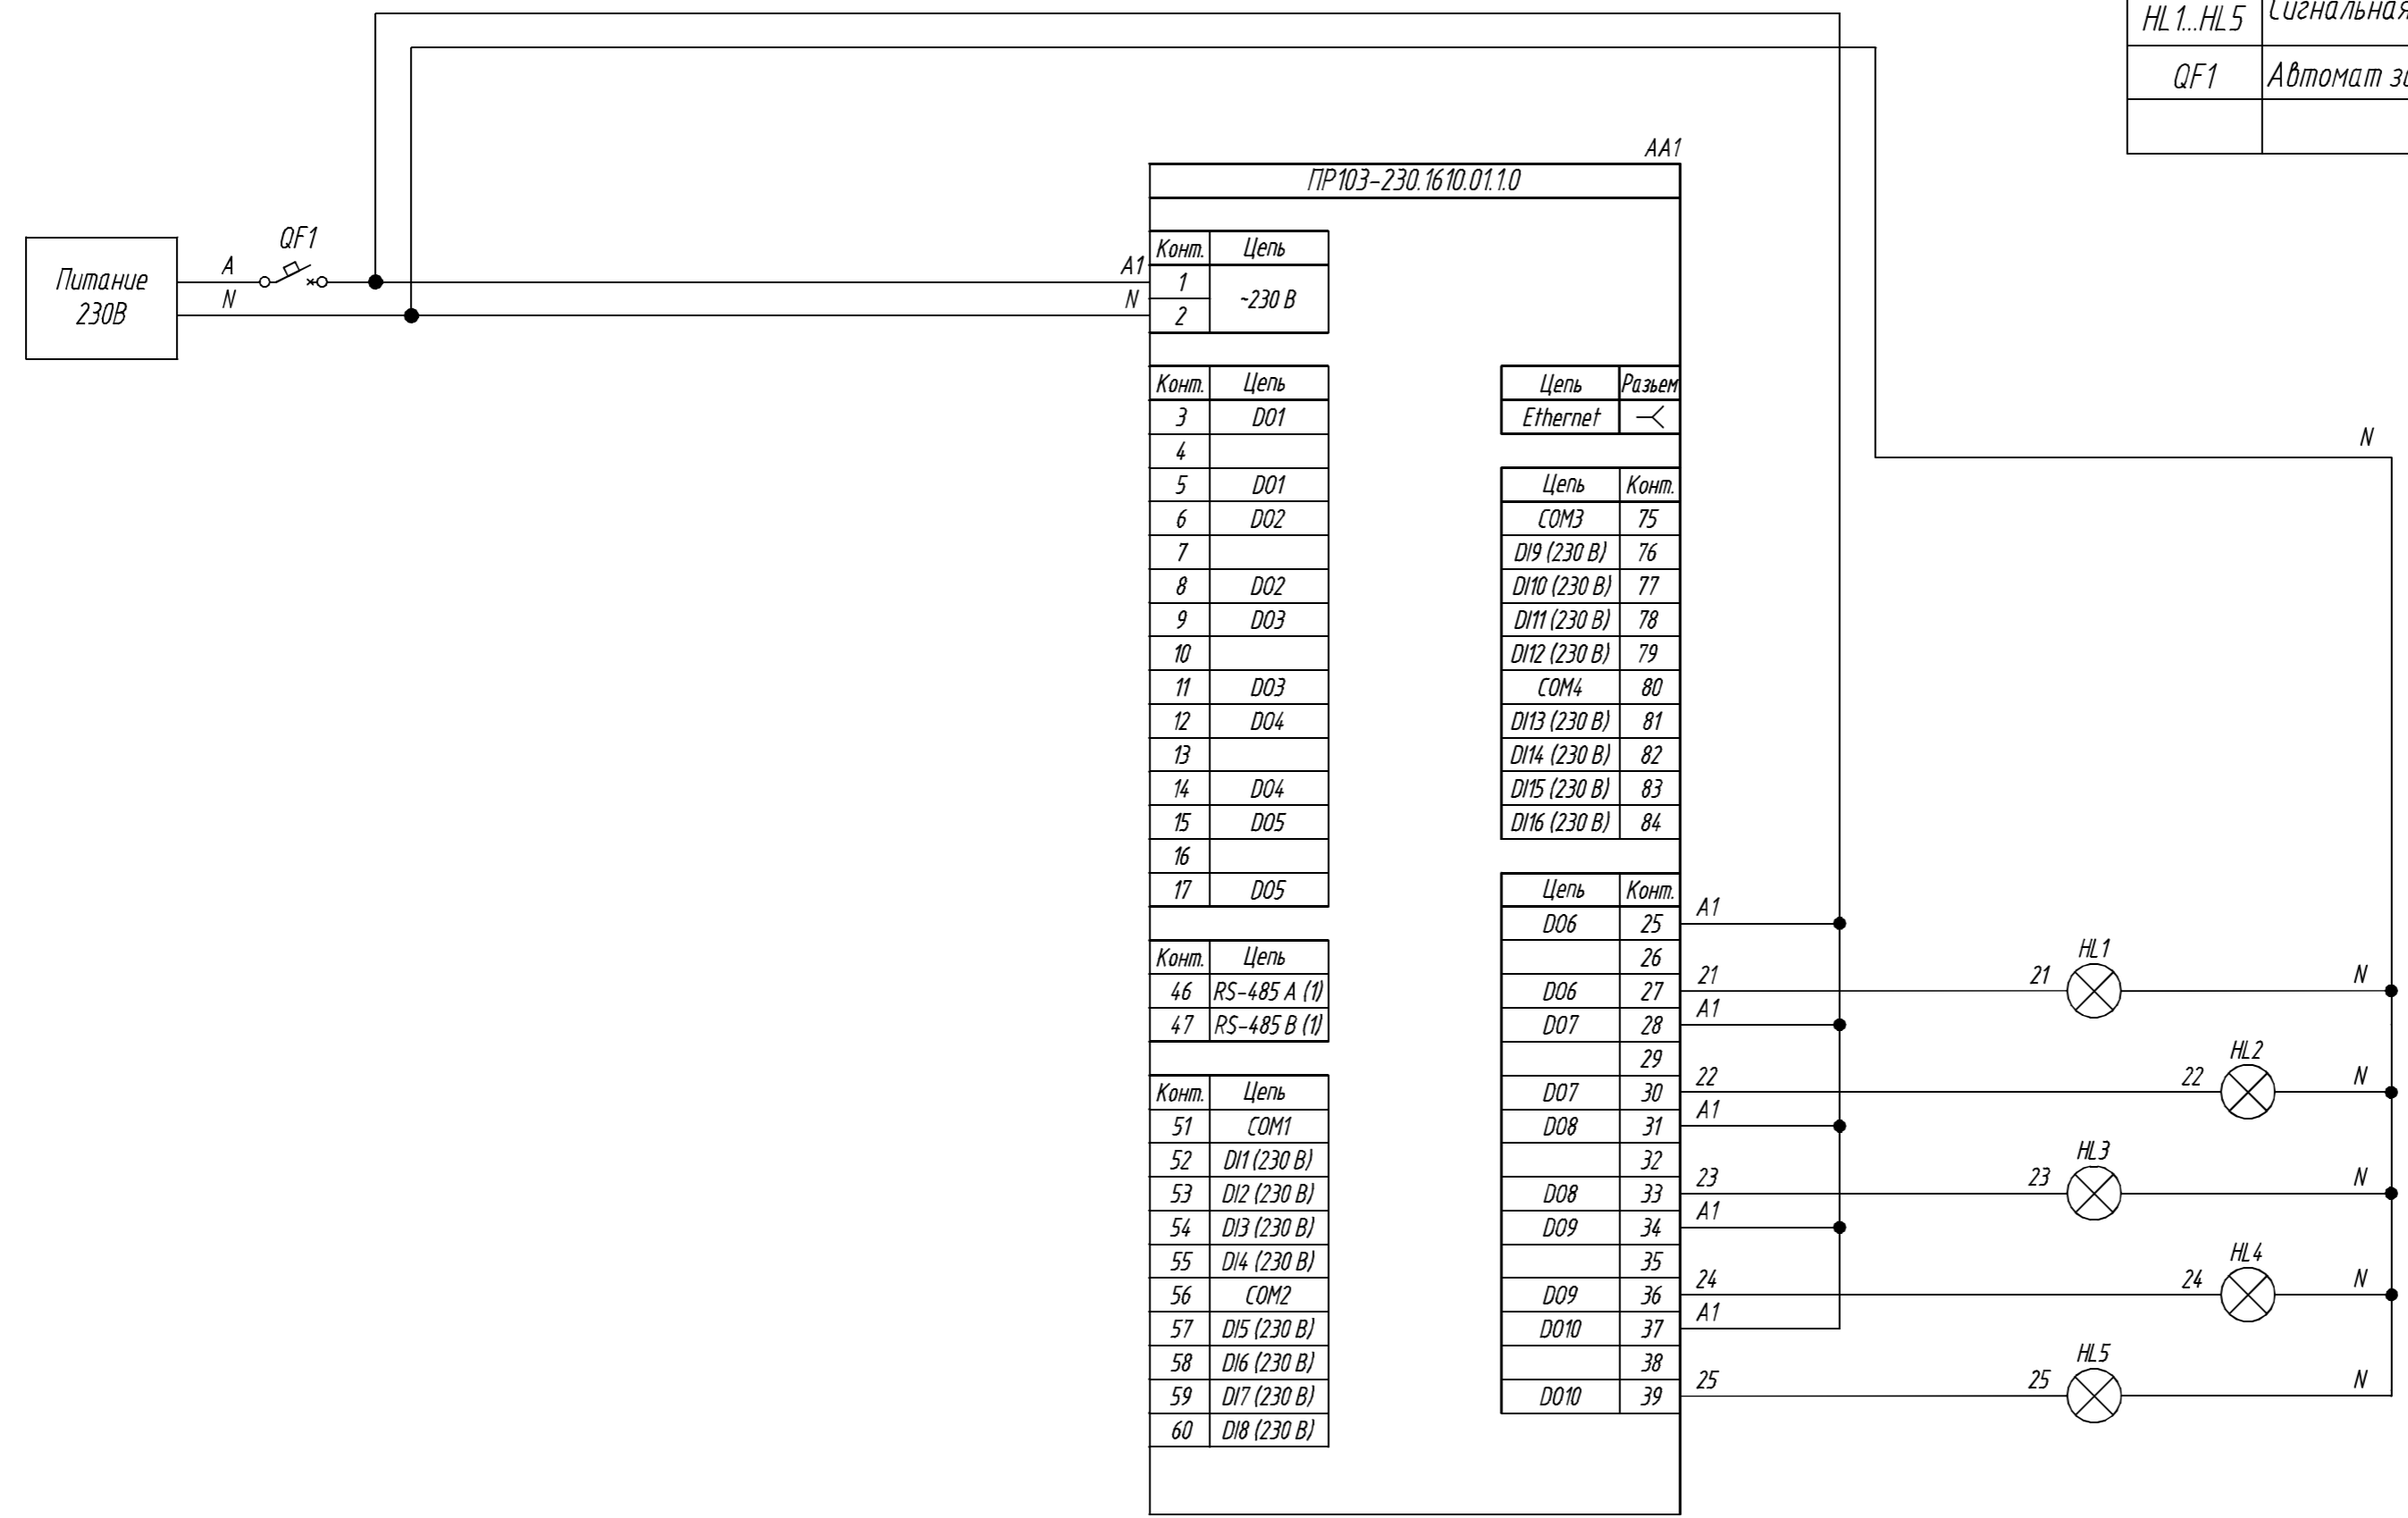 HL1...HL5 Сигнальная
QF1 Автомат
АА1
ПР103-230.1610.01.1.0
Питание
230В
QF1
A
N
A1
N
Конт. Цепь
1 ~230 В
2
Конт. Цепь
3 DO1
4
5 DO1
6 DO2
7
8 DO2
9 DO3
10
11 DO3
12 DO4
13
14 DO4
15 DO5
16
17 DO5
Конт. Цепь
46 RS-485 A (1)
47 RS-485 B (1)
Конт. Цепь
51 COM1
52 DI1 (230 В)
53 DI2 (230 В)
54 DI3 (230 В)
55 DI4 (230 В)
56 COM2
57 DI5 (230 В)
58 DI6 (230 В)
59 DI7 (230 В)
60 DI8 (230 В)
Цепь Разьем
Ethernet
Цепь Конт.
COM3 75
DI9 (230 В) 76
DI10 (230 В) 77
DI11 (230 В) 78
DI12 (230 В) 79
COM4 80
DI13 (230 В) 81
DI14 (230 В) 82
DI15 (230 В) 83
DI16 (230 В) 84
Цепь Конт.
DO6 25 A1
26
DO6 27 21
DO7 28 A1
29
DO7 30 22
DO8 31 A1
32
DO8 33 23
DO9 34 A1
35
DO9 36 24
DO10 37 A1
38
DO10 39 25
N
HL1
21 N
HL2
22 N
HL3
23 N
HL4
24 N
HL5
25 N